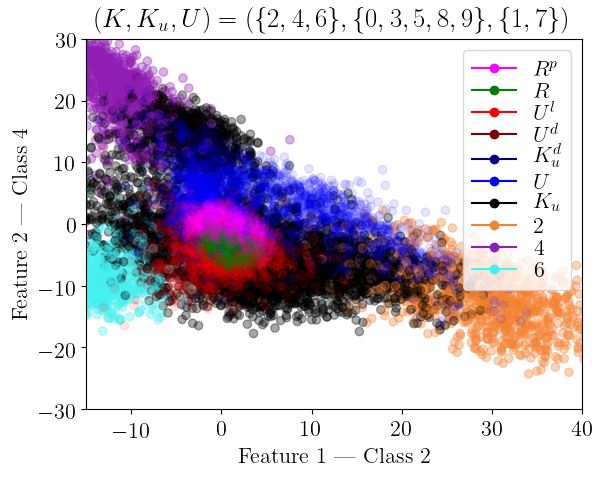 (K, K_u, U) = ({2, 4, 6}, {0, 3, 5, 8, 9}, {1, 7})
30
20
10
0
−10
−20
−30
Feature 2 — Class 4
R^p
R
U^l
U^d
K_u^d
U
K_u
2
4
6
−10
0
10
20
30
40
Feature 1 — Class 2